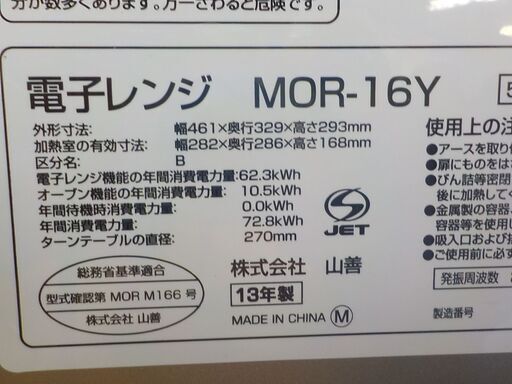 分が数多くあります。万一さわると危険です。
電子レンジ MOR-16Y
外形寸法: 幅461×奥行329×高さ293mm
加熱室の有効寸法: 幅282×奥行286×高さ168mm
区分名: B
電子レンジ機能の年間消費電力量:62.3kWh
オーブン機能の年間消費電力量: 10.5kWh
年間待機時消費電力量: 0.0kWh
年間消費電力量: 72.8kWh
ターンテーブルの直径: 270mm
S
JET
総務省基準適合
型式確認第 MOR M166 号
株式会社 山善
株式会社 山善
13年製
MADE IN CHINA M
使用上の注
●アースを取り付
●扉にものをは
●びん詰等密閉
後に加熱してく
●金属製の容器
容器等を使用
●吸入口および排
●ご使用前に必ず
発振周波数
製造番号